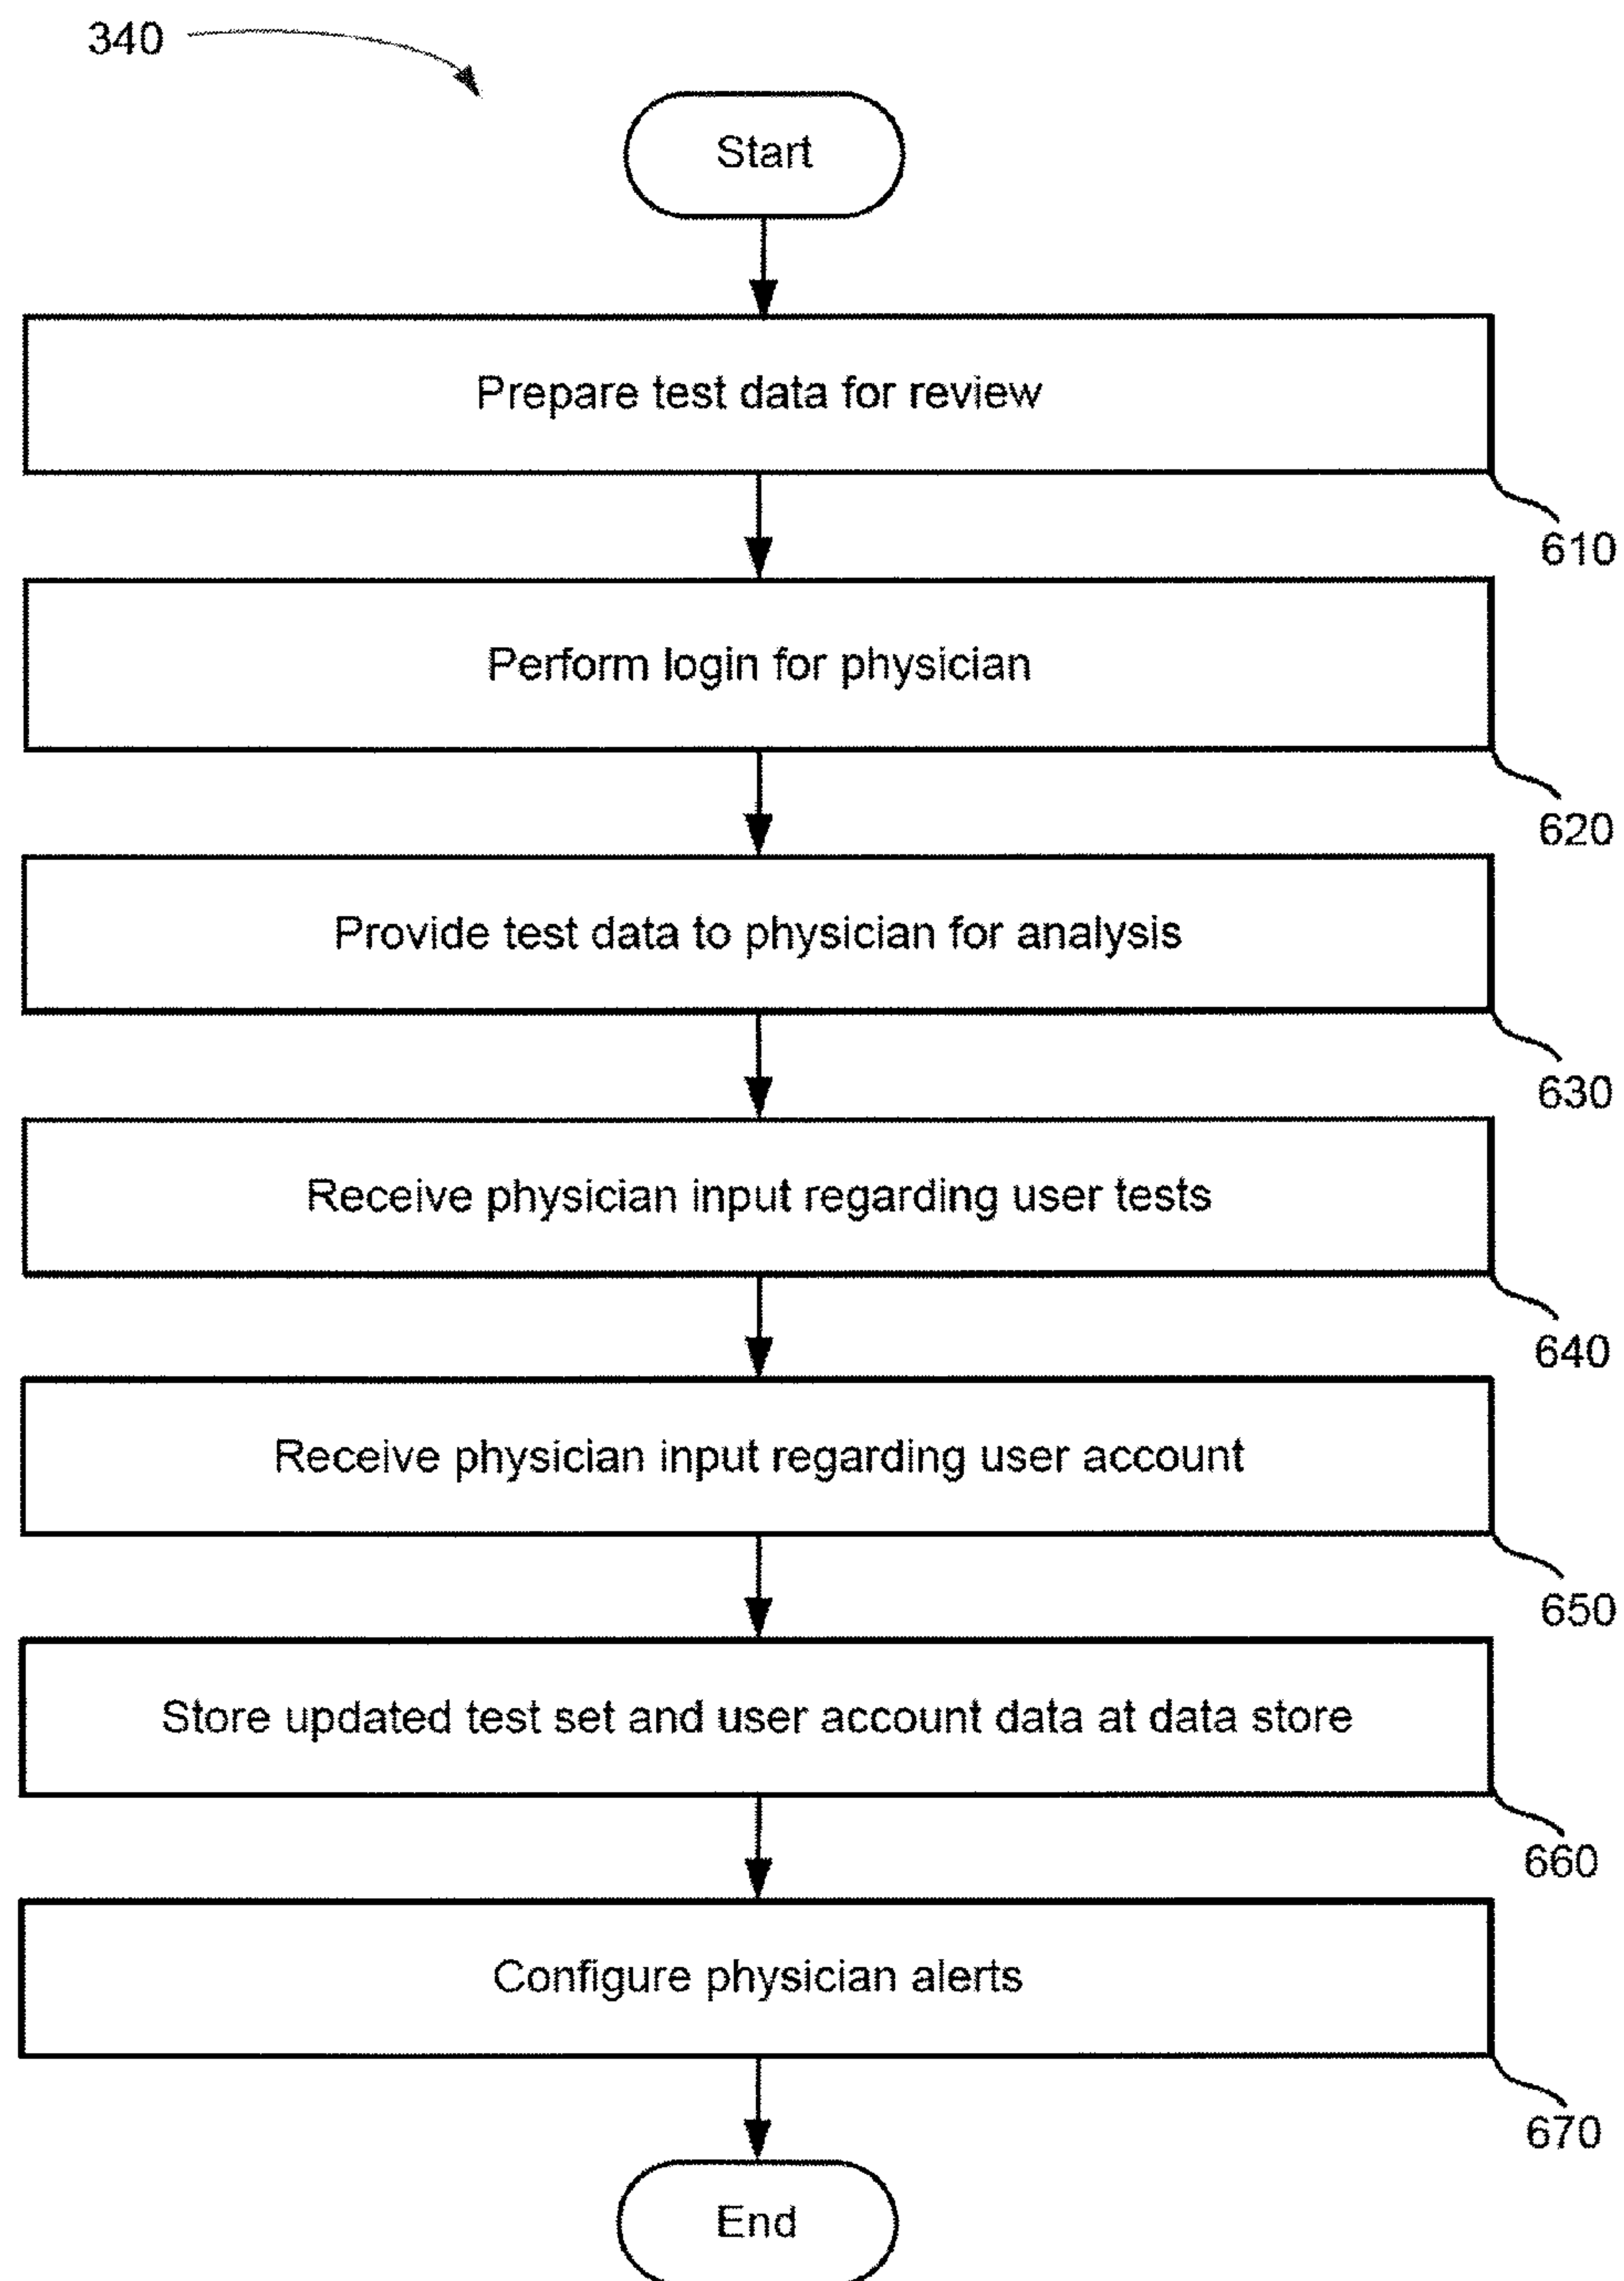 340
Start
Prepare test data for review
610
Perform login for physician
620
Provide test data to physician for analysis
630
Receive physician input regarding user tests
640
Receive physician input regarding user account
650
Store updated test set and user account data at data store
660
Configure physician alerts
670
End